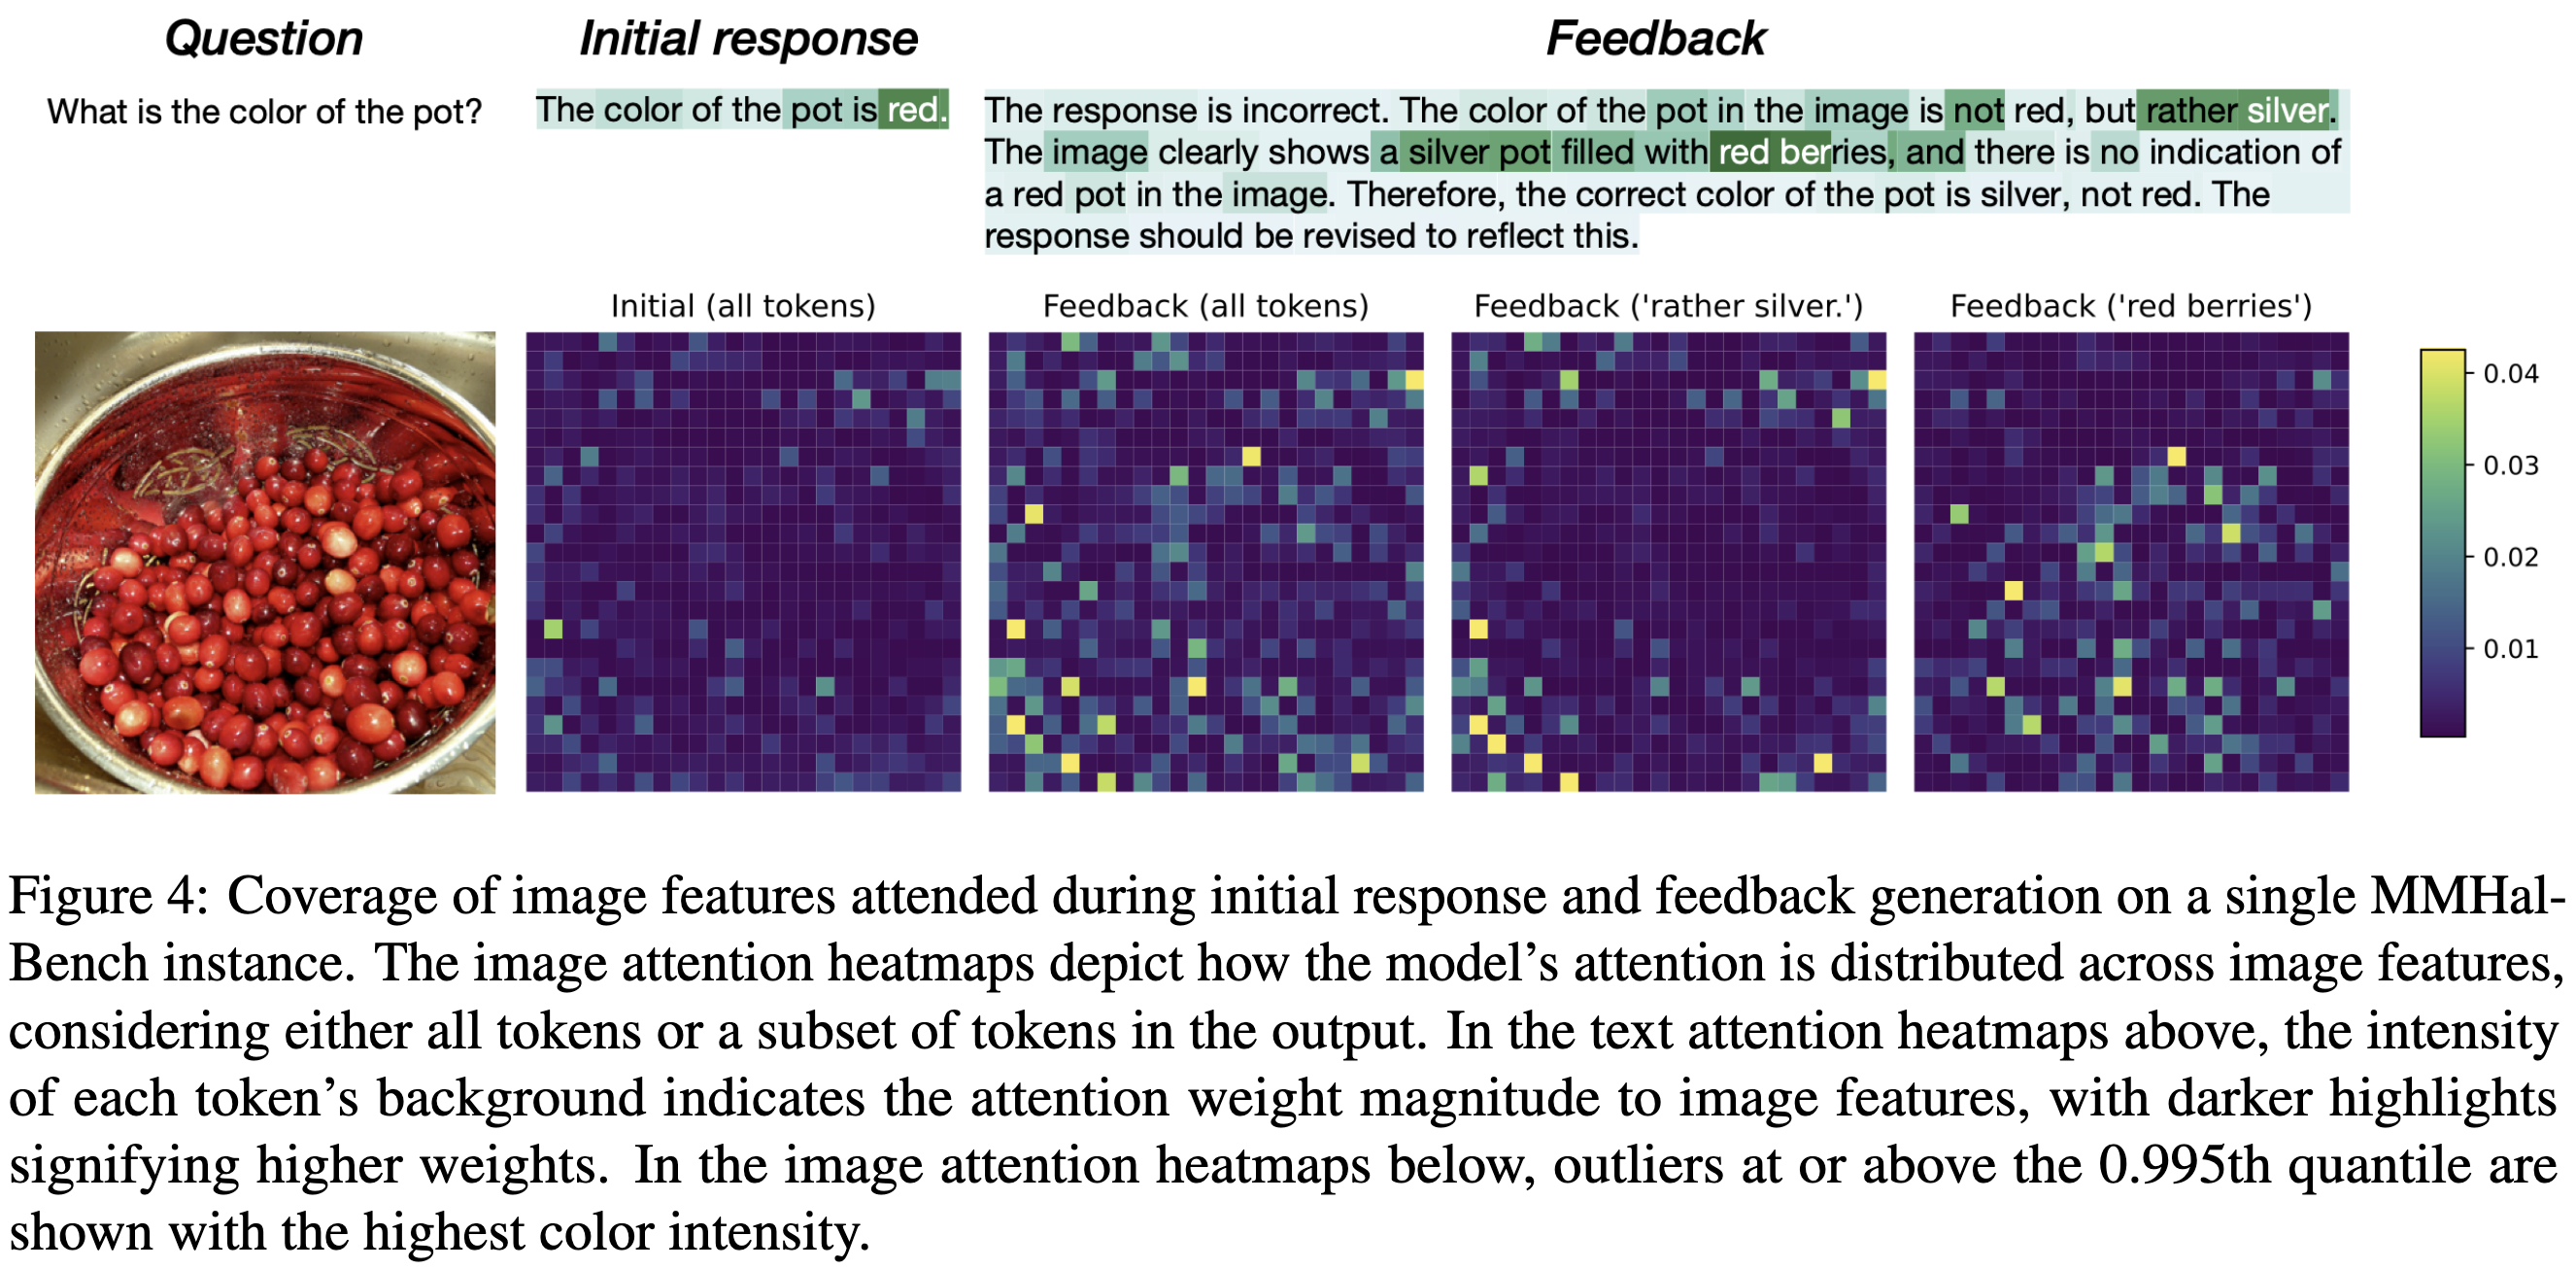 Question
Initial response
Feedback
What is the color of the pot?
The color of the pot is red.
The response is incorrect. The color of the pot in the image is not red, but rather silver.
The image clearly shows a silver pot filled with red berries, and there is no indication of
a red pot in the image. Therefore, the correct color of the pot is silver, not red. The
response should be revised to reflect this.
Initial (all tokens)
Feedback (all tokens)
Feedback ('rather silver.')
Feedback ('red berries')
0.04
0.03
0.02
0.01
Figure 4: Coverage of image features attended during initial response and feedback generation on a single MMHal-
Bench instance. The image attention heatmaps depict how the model’s attention is distributed across image features,
considering either all tokens or a subset of tokens in the output. In the text attention heatmaps above, the intensity
of each token’s background indicates the attention weight magnitude to image features, with darker highlights
signifying higher weights. In the image attention heatmaps below, outliers at or above the 0.995th quantile are
shown with the highest color intensity.